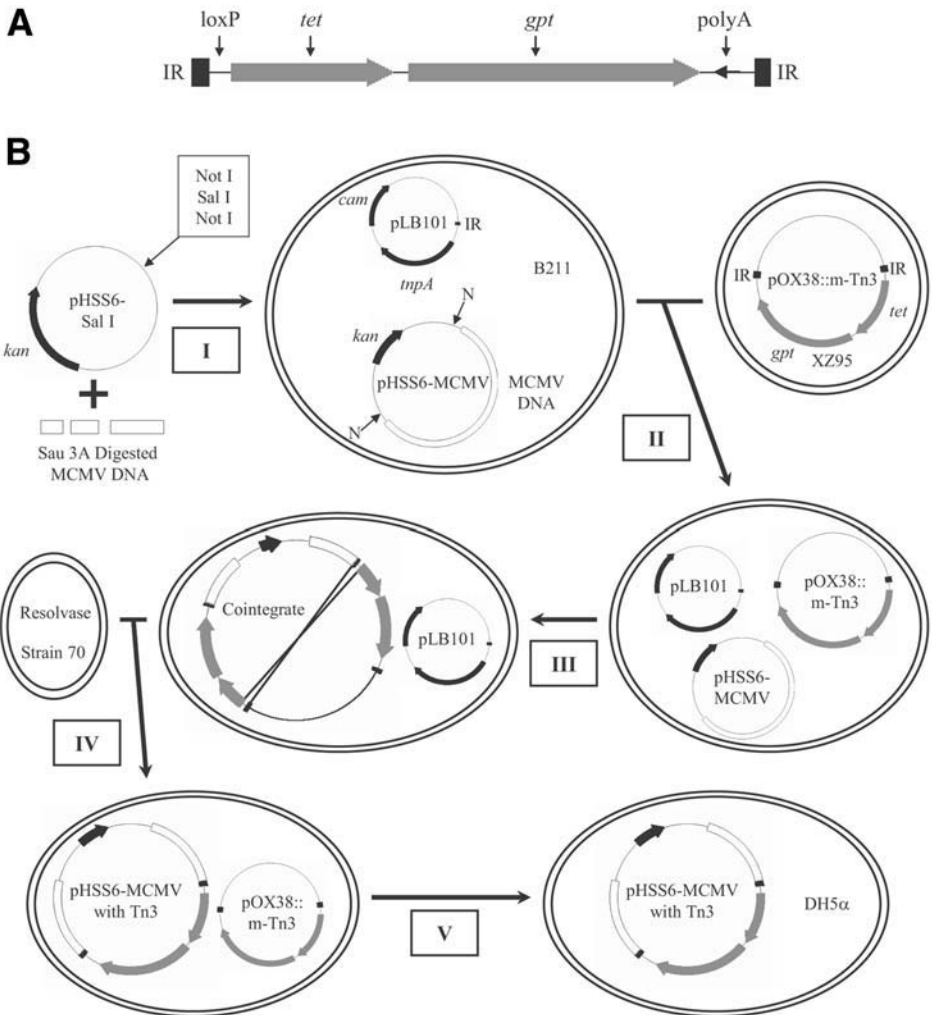 A
loxP tet gpt polyA
IR IR
B
Not I
Sal I
Not I
pHSS6-
Sal I
kan
+
Sau 3A Digested
MCMV DNA
I
cam
pLB101
IR
tnpA
B211
N
kan
pHSS6-MCMV
MCMV
DNA
N
II
IR IR
pOX38::m-Tn3
tet
gpt
XZ95
pLB101
pOX38::
m-Tn3
pHSS6-
MCMV
III
Cointegrate
pLB101
Resolvase
Strain 70
IV
pHSS6-MCMV
with Tn3
pOX38::
m-Tn3
V
pHSS6-MCMV
with Tn3
DH5α